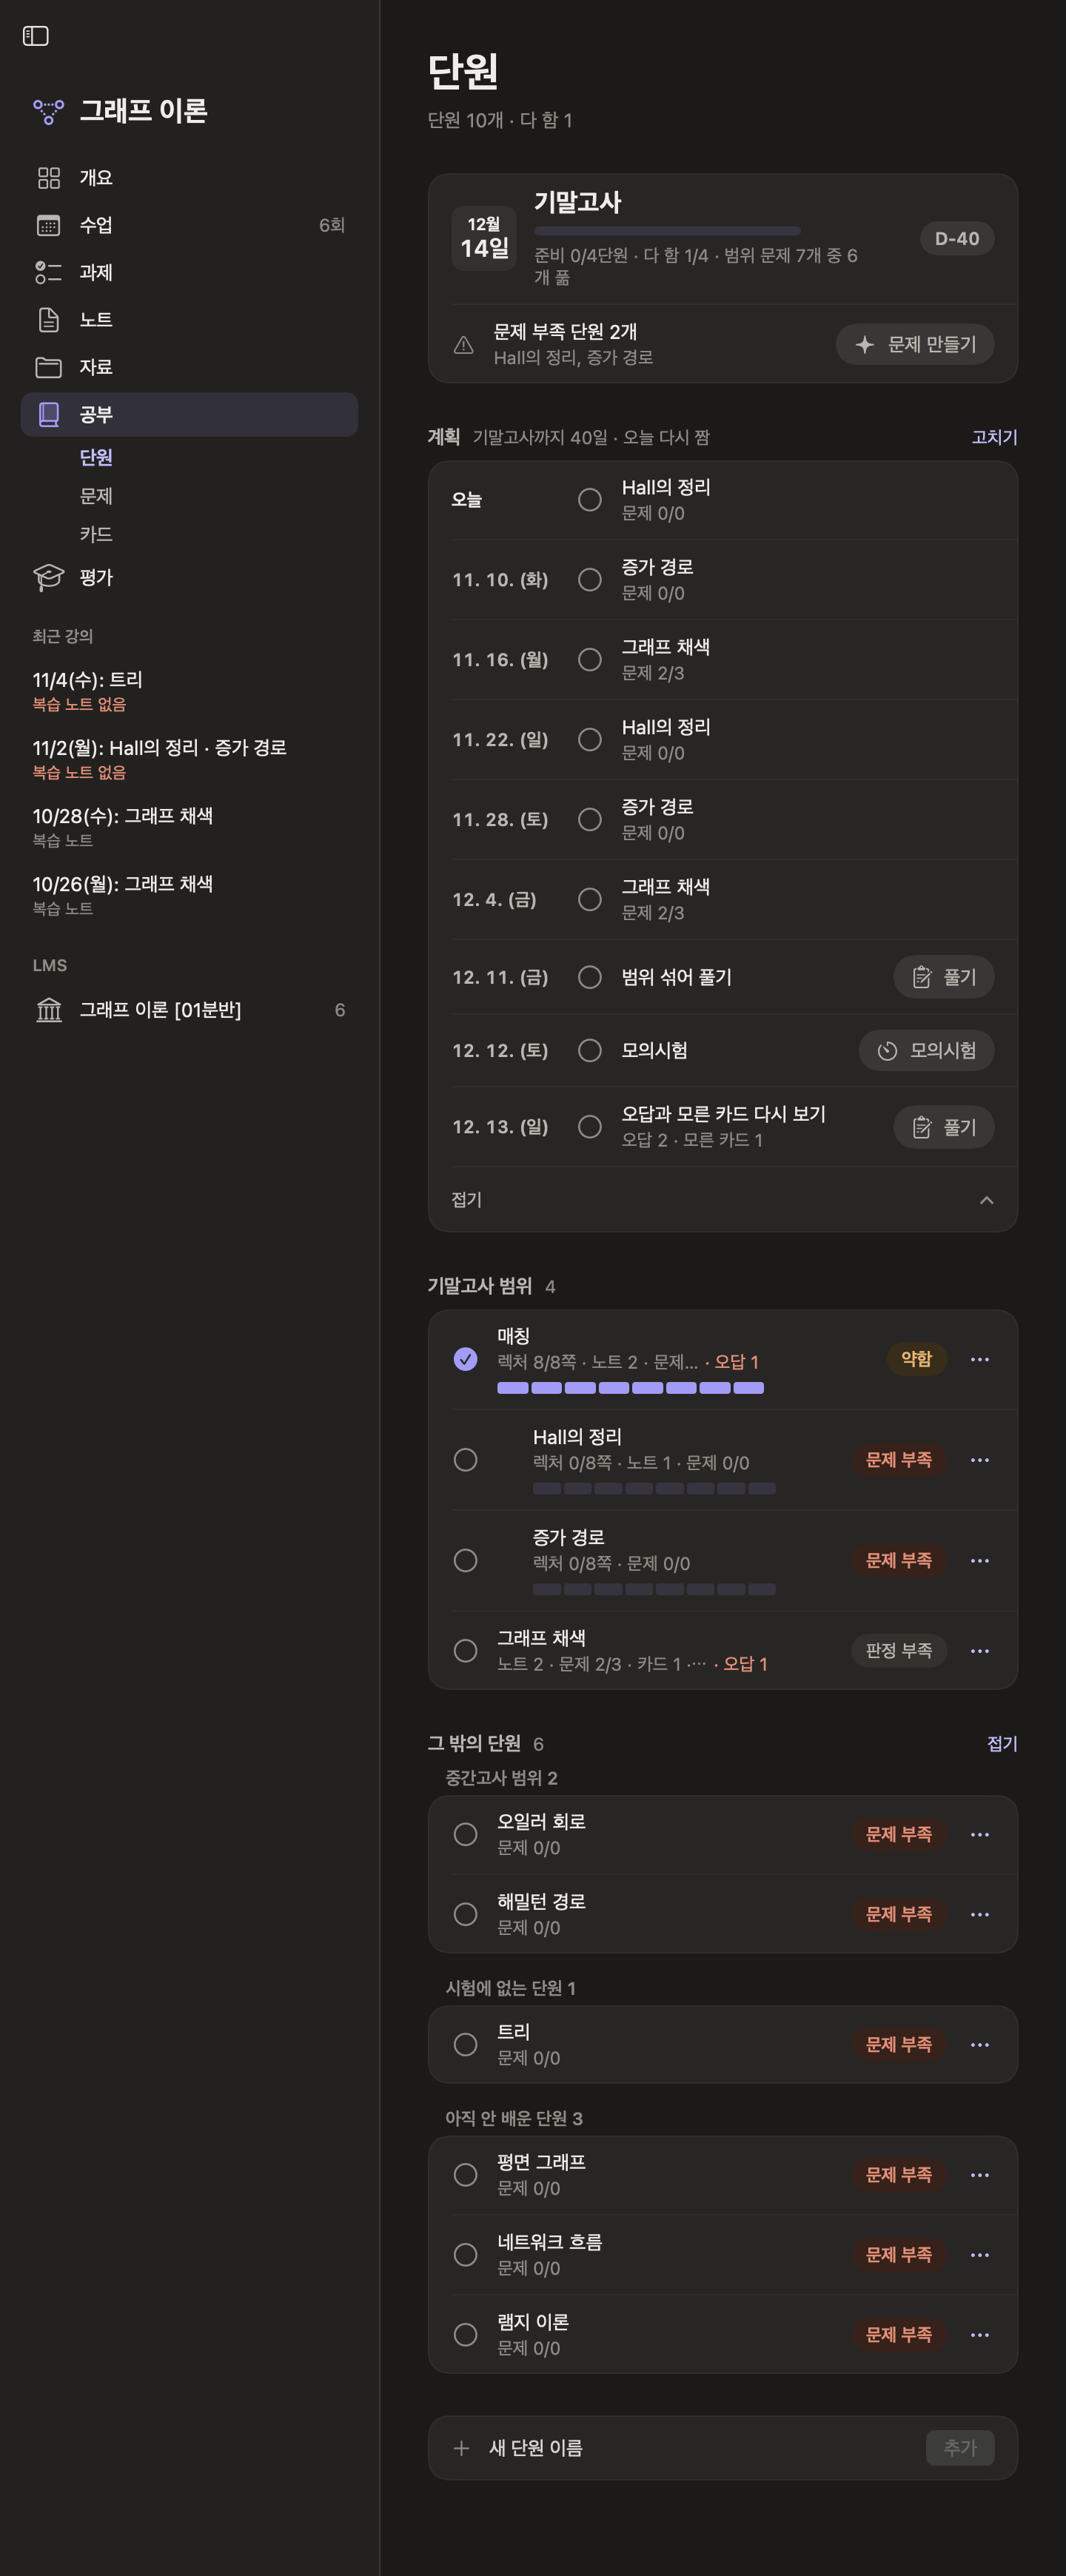 그래프 이론
개요
수업
6회
과제
노트
자료
공부
단원
문제
카드
평가
최근 강의
11/4(수): 트리
복습 노트 없음
11/2(월): Hall의 정리 · 증가 경로
복습 노트 없음
10/28(수): 그래프 채색
복습 노트
10/26(월): 그래프 채색
복습 노트
LMS
그래프 이론 [01분반]
6
단원
단원 10개 · 다 함 1
12월
14일
기말고사
준비 0/4단원 · 다 함 1/4 · 범위 문제 7개 중 6
개 풂
D-40
문제 부족 단원 2개
Hall의 정리, 증가 경로
문제 만들기
계획 기말고사까지 40일 · 오늘 다시 짬
고치기
오늘
Hall의 정리
문제 0/0
11. 10. (화)
증가 경로
문제 0/0
11. 16. (월)
그래프 채색
문제 2/3
11. 22. (일)
Hall의 정리
문제 0/0
11. 28. (토)
증가 경로
문제 0/0
12. 4. (금)
그래프 채색
문제 2/3
12. 11. (금)
범위 섞어 풀기
풀기
12. 12. (토)
모의시험
모의시험
12. 13. (일)
오답과 모른 카드 다시 보기
오답 2 · 모른 카드 1
풀기
접기
기말고사 범위 4
매칭
렉처 8/8쪽 · 노트 2 · 문제... · 오답 1
약함
Hall의 정리
렉처 0/8쪽 · 노트 1 · 문제 0/0
문제 부족
증가 경로
렉처 0/8쪽 · 문제 0/0
문제 부족
그래프 채색
노트 2 · 문제 2/3 · 카드 1 ·... · 오답 1
판정 부족
그 밖의 단원 6
접기
중간고사 범위 2
오일러 회로
문제 0/0
문제 부족
해밀턴 경로
문제 0/0
문제 부족
시험에 없는 단원 1
트리
문제 0/0
문제 부족
아직 안 배운 단원 3
평면 그래프
문제 0/0
문제 부족
네트워크 흐름
문제 0/0
문제 부족
램지 이론
문제 0/0
문제 부족
새 단원 이름
추가